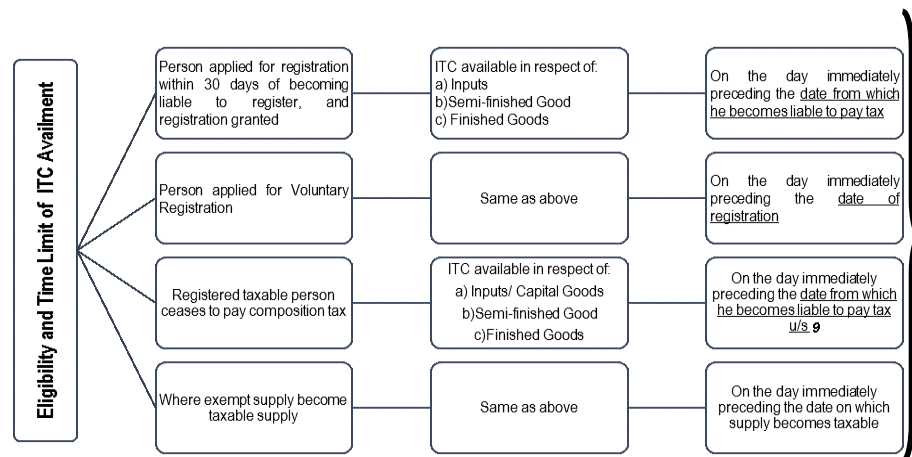 Eligibility and Time Limit of ITC Availment
Person applied for registration
within 30 days of becoming
liable to register, and
registration granted
ITC available in respect of:
a) Inputs
b)Semi-finished Good
c) Finished Goods
On the day immediately
preceding the date from which
he becomes liable to pay tax
Person applied for Voluntary
Registration
Same as above
On the day immediately
preceding the date of
registration
Registered taxable person
ceases to pay composition tax
ITC available in respect of:
a) Inputs/ Capital Goods
b)Semi-finished Good
c)Finished Goods
On the day immediately
preceding the date from which
he becomes liable to pay tax
u/s 9
Where exempt supply become
taxable supply
Same as above
On the day immediately
preceding the date on which
supply becomes taxable